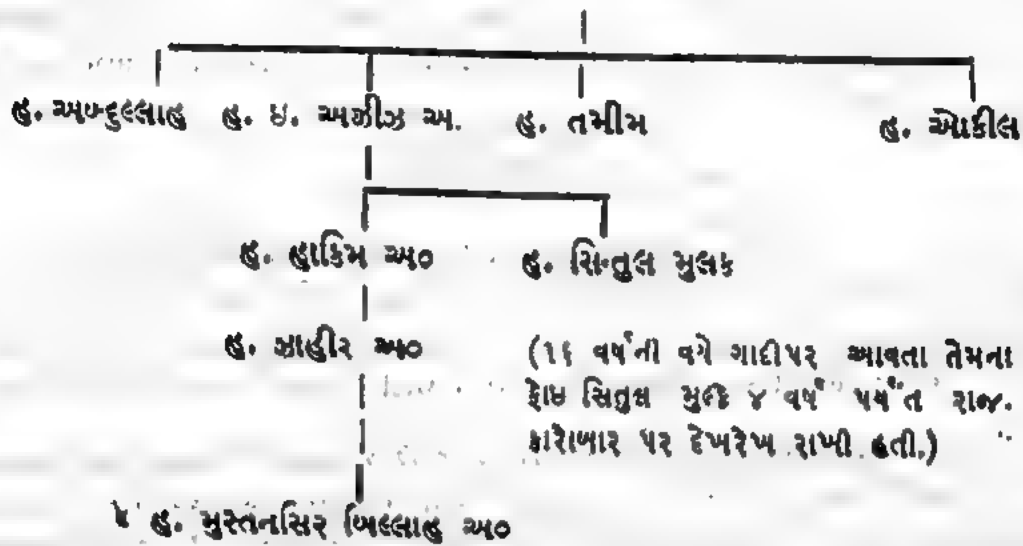 હ. અબ્દુલ્લાહ હ. ઇ. અઝીઝ અ. હ. તમીમ હ. એાકીલ
હ. હાકિમ અ૦ હ. સિત્તુલ મુલક
હ. ઝાહીર અ૦
(૧૬ વર્ષની વયે ગાદીપર આવતા તેમના
ફેાઇ સિતુલ મુલ્કે ૪ વર્ષ પર્યંત રાજ.
કારેાબાર પર દેખરેખ રાખી હતી.)
હ. મુસ્તનસિર બિલ્લાહ અ૦